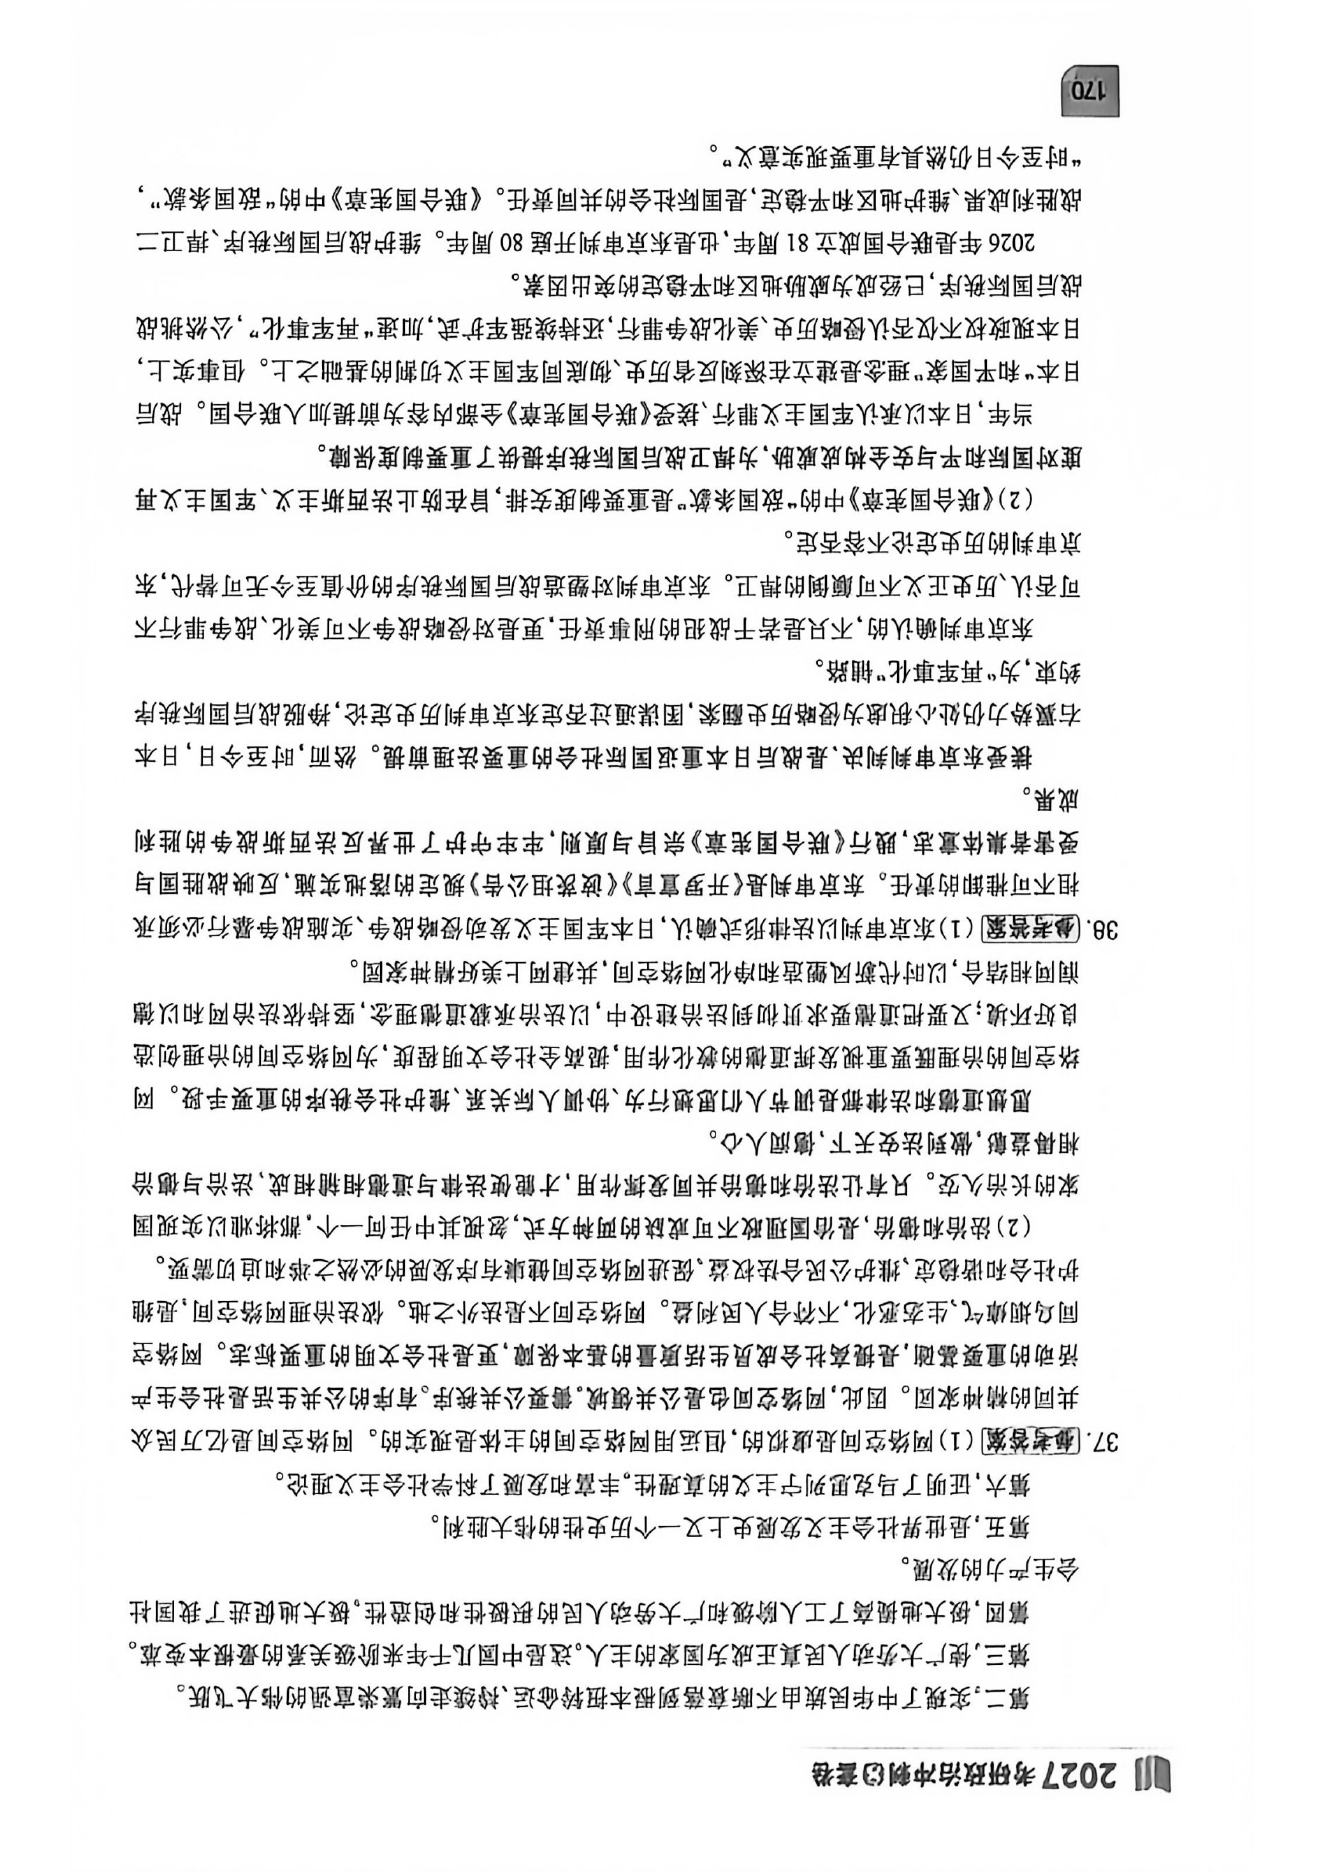 2027考研政治冲刺⑧套卷
第二,实现了中华民族由不断衰落到根本扭转命运、持续走向繁荣富强的伟大飞跃。
第三,使广大劳动人民真正成为国家的主人。这是中国几千年来阶级关系的最根本变革。
第四,极大地提高了工人阶级和广大劳动人民的积极性和创造性,极大地促进了我国社
会生产力的发展。
第五,是世界社会主义发展史上又一个历史性的伟大胜利。
第六,证明了马克思列宁主义的真理性,丰富和发展了科学社会主义理论。
37. 参考答案 (1)网络空间是虚拟的,但运用网络空间的主体是现实的。网络空间是亿万民众
共同的精神家园。因此,网络空间也是公共领域,需要公共秩序。有序的公共生活是社会生产
活动的重要基础,是提高社会成员生活质量的基本保障,更是社会文明的重要标志。网络空
间乌烟瘴气、生态恶化,不符合人民利益。网络空间不是法外之地。依法治理网络空间,是维
护社会和谐稳定、维护公民合法权益、促进网络空间健康有序发展的必然之举和迫切需要。
(2)法治和德治,是治国理政不可或缺的两种方式,忽视其中任何一个,都将难以实现国
家的长治久安。只有让法治和德治共同发挥作用,才能使法律与道德相辅相成,法治与德治
相得益彰,做到法安天下,德润人心。
思想道德和法律都是调节人们思想行为、协调人际关系、维护社会秩序的重要手段。网
络空间的治理既要重视发挥道德的教化作用,提高全社会文明程度,为网络空间的治理创造
良好环境;又要把道德要求贯彻到法治建设中,以法治承载道德理念,坚持依法治网和以德
润网相结合,以时代新风塑造和净化网络空间,共建网上美好精神家园。
38. 参考答案 (1)东京审判以法律形式确认,日本军国主义发动侵略战争、实施战争暴行必须承
担不可推卸的责任。东京审判是《开罗宣言》《波茨坦公告》规定的落地实施,反映战胜国与
受害者集体意志,践行《联合国宪章》宗旨与原则,牢牢守护了世界反法西斯战争的胜利
成果。
接受东京审判判决、是战后日本重返国际社会的重要法理前提。然而,时至今日,日本
右翼势力仍处心积虑为侵略历史翻案,图谋通过否定东京审判历史定论,挣脱战后国际秩序
约束,为“再军事化”铺路。
东京审判确认的,不只是若干战犯的刑事责任,更是对侵略战争不可美化、战争罪行不
可否认、历史正义不可颠倒的捍卫。东京审判对塑造战后国际秩序的价值至今无可替代,东
京审判的历史定论不容否定。
(2)《联合国宪章》中的“敌国条款”是重要制度安排,旨在防止法西斯主义、军国主义再
度对国际和平与安全构成威胁,为捍卫战后国际秩序提供了重要制度保障。
当年,日本以承认军国主义罪行、接受《联合国宪章》全部内容为前提加入联合国。战后
日本“和平国家”理念是建立在深刻反省历史、彻底同军国主义切割的基础之上。但事实上,
日本现政权不仅否认侵略历史、美化战争罪行,还持续强军扩武,加速“再军事化”,公然挑战
战后国际秩序,已经成为威胁地区和平稳定的突出因素。
2026年是联合国成立81周年,也是东京审判开庭80周年。维护战后国际秩序、捍卫二
战胜利成果、维护地区和平稳定,是国际社会的共同责任。《联合国宪章》中的“敌国条款”,
“时至今日仍然具有重要现实意义”。
170